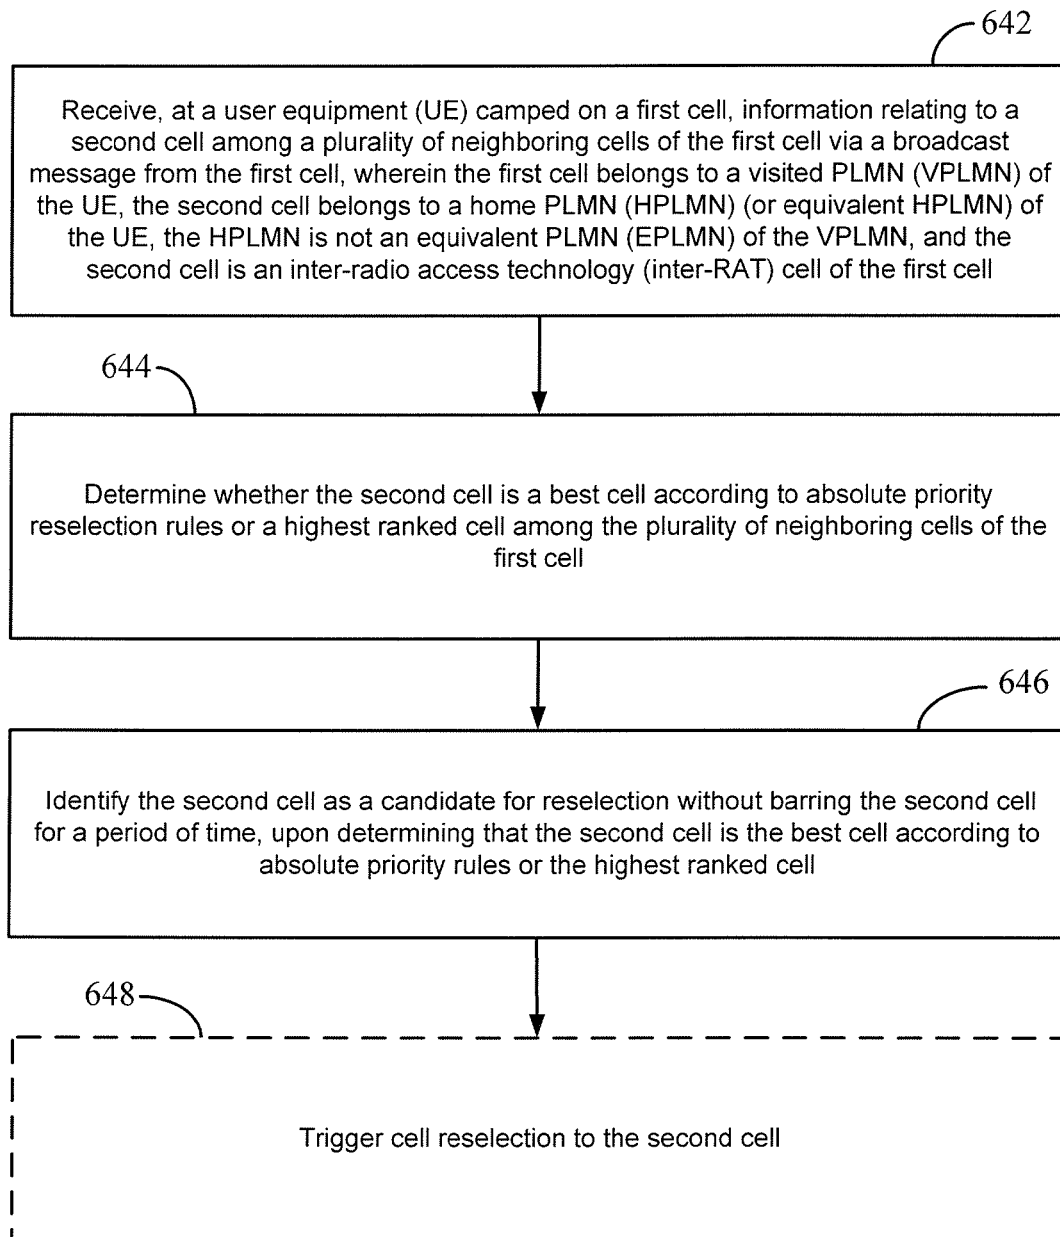 642
Receive, at a user equipment (UE) camped on a first cell, information relating to a
second cell among a plurality of neighboring cells of the first cell via a broadcast
message from the first cell, wherein the first cell belongs to a visited PLMN (VPLMN) of
the UE, the second cell belongs to a home PLMN (HPLMN) (or equivalent HPLMN) of
the UE, the HPLMN is not an equivalent PLMN (EPLMN) of the VPLMN, and the
second cell is an inter-radio access technology (inter-RAT) cell of the first cell
644
Determine whether the second cell is a best cell according to absolute priority
reselection rules or a highest ranked cell among the plurality of neighboring cells of the
first cell
646
Identify the second cell as a candidate for reselection without barring the second cell
for a period of time, upon determining that the second cell is the best cell according to
absolute priority rules or the highest ranked cell
648
Trigger cell reselection to the second cell